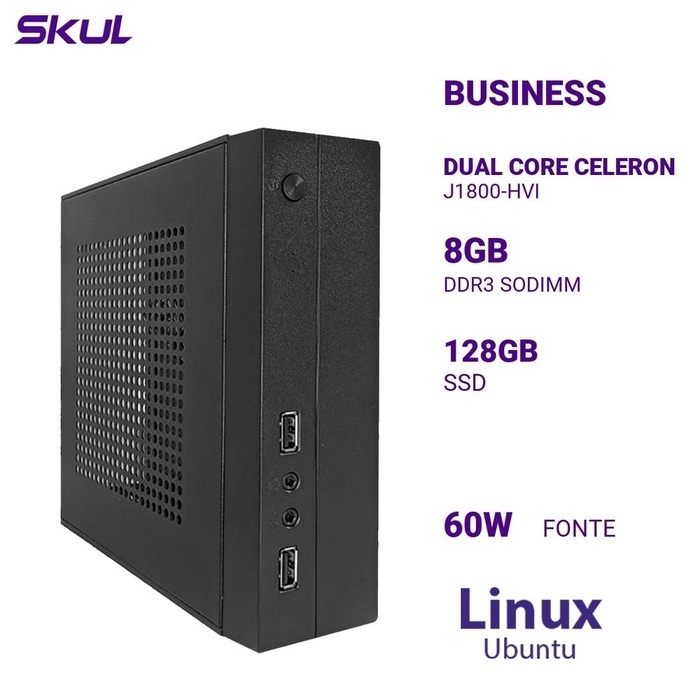 SKUL
BUSINESS
DUAL CORE CELERON
J1800-HVI
8GB
DDR3 SODIMM
128GB
SSD
60W FONTE
Linux
Ubuntu